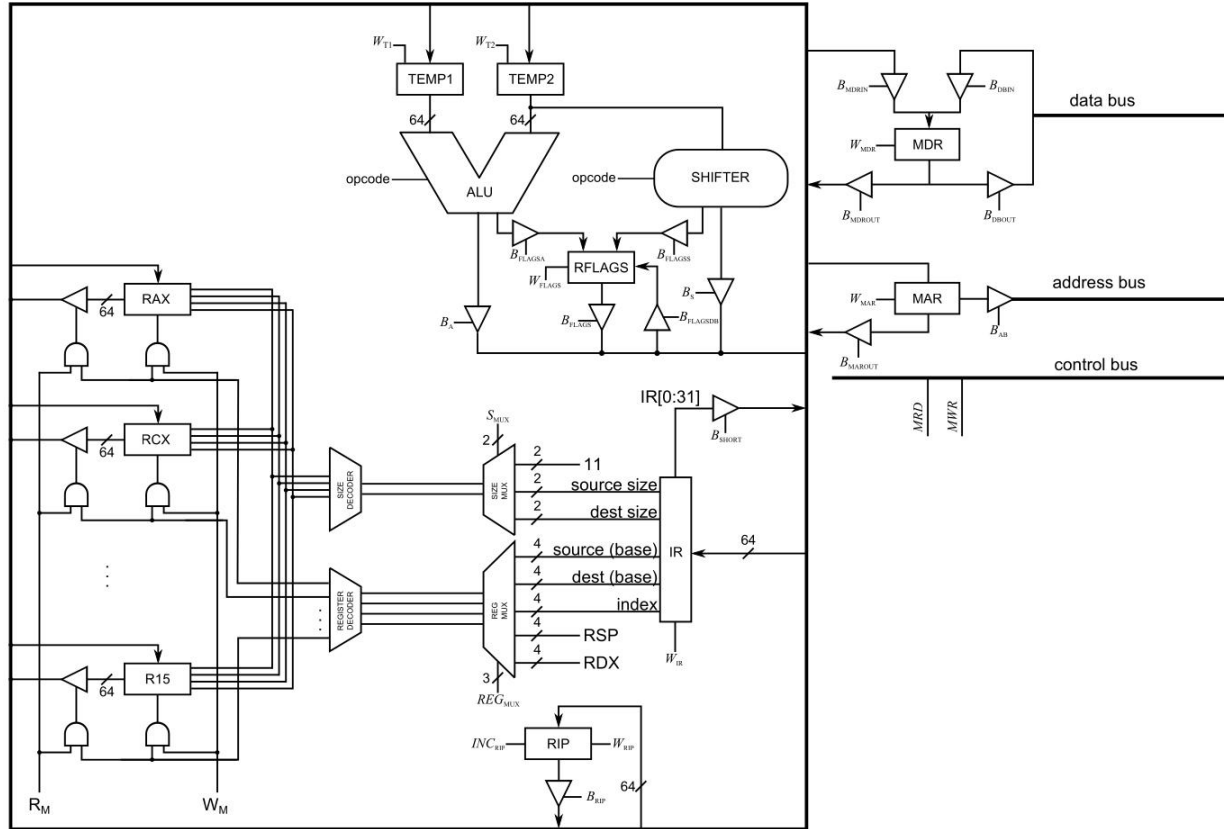 W_T1
W_T2
TEMP1
TEMP2
64
64
opcode
ALU
opcode
SHIFTER
B_FLAGSA
B_FLAGSS
RFLAGS
W_FLAGS
B_A
B_FLAGS
B_FLAGSDB
B_S
B_MDRIN
B_DBIN
data bus
W_MDR
MDR
B_MDROUT
B_DBOUT
W_MAR
MAR
address bus
B_AB
B_MAROUT
control bus
MRD
MWR
RAX
64
RCX
64
. . .
R15
64
R_M
W_M
SIZE DECODER
REGISTER DECODER
. . .
S_MUX
2
SIZE MUX
2
11
2
source size
2
dest size
REG MUX
4
source (base)
4
dest (base)
4
index
4
RSP
4
RDX
3
REG_MUX
IR[0:31]
B_SHORT
IR
64
W_IR
INC_RIP
RIP
W_RIP
B_RIP
64